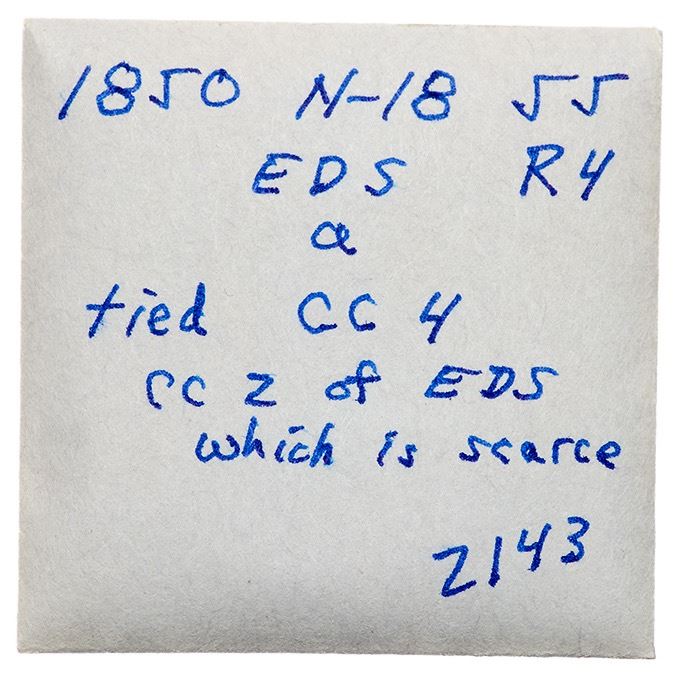 1850 N-18 55
EDS R4
a
tied CC 4
CC 2 of EDS
which is scarce
2143